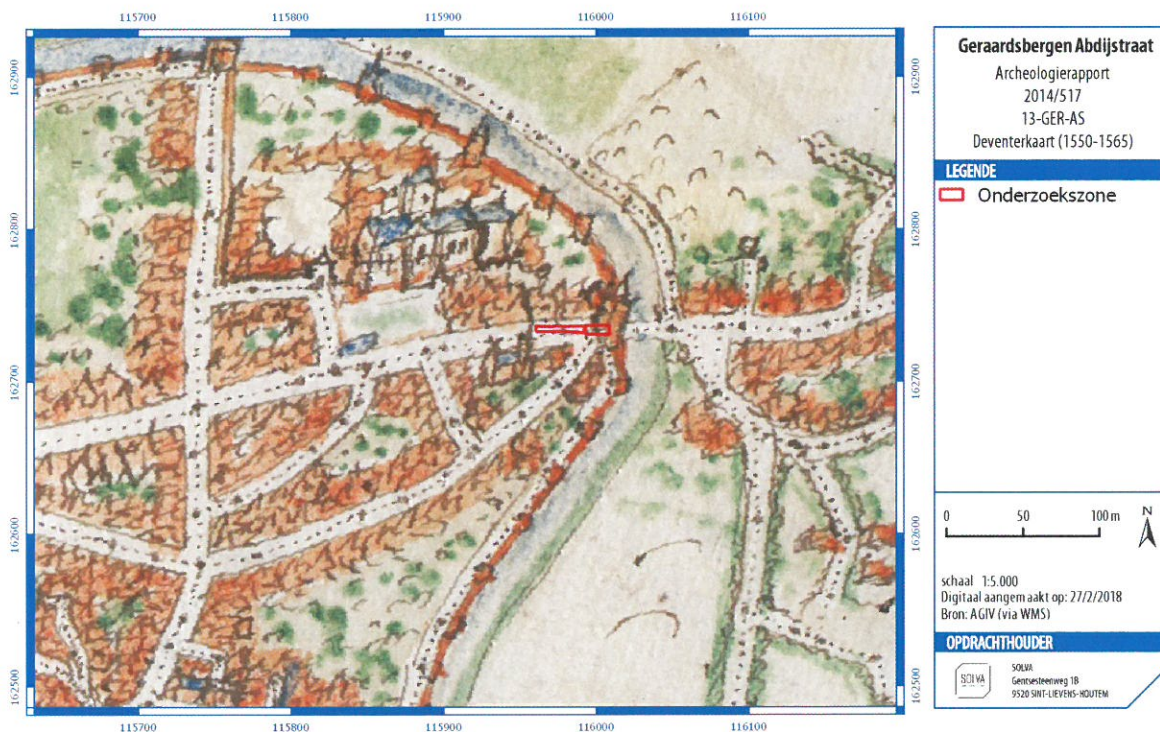 115700 115800 115900 116000 116100
162900 162900
162800 162800
162700 162700
162600 162600
162500 162500
115700 115800 115900 116000 116100
Geraardsbergen Abdijstraat
Archeologierapport
2014/517
13-GER-AS
Deventerkaart (1550-1565)
LEGENDE
Onderzoekszone
0 50 100 m
N
schaal 1:5.000
Digitaal aangemaakt op: 27/2/2018
Bron: AGIV (via WMS)
OPDRACHTHOUDER
SOLVA
SOLVA
Gentsesteenweg 1B
9520 SINT-LIEVENS-HOUTEM